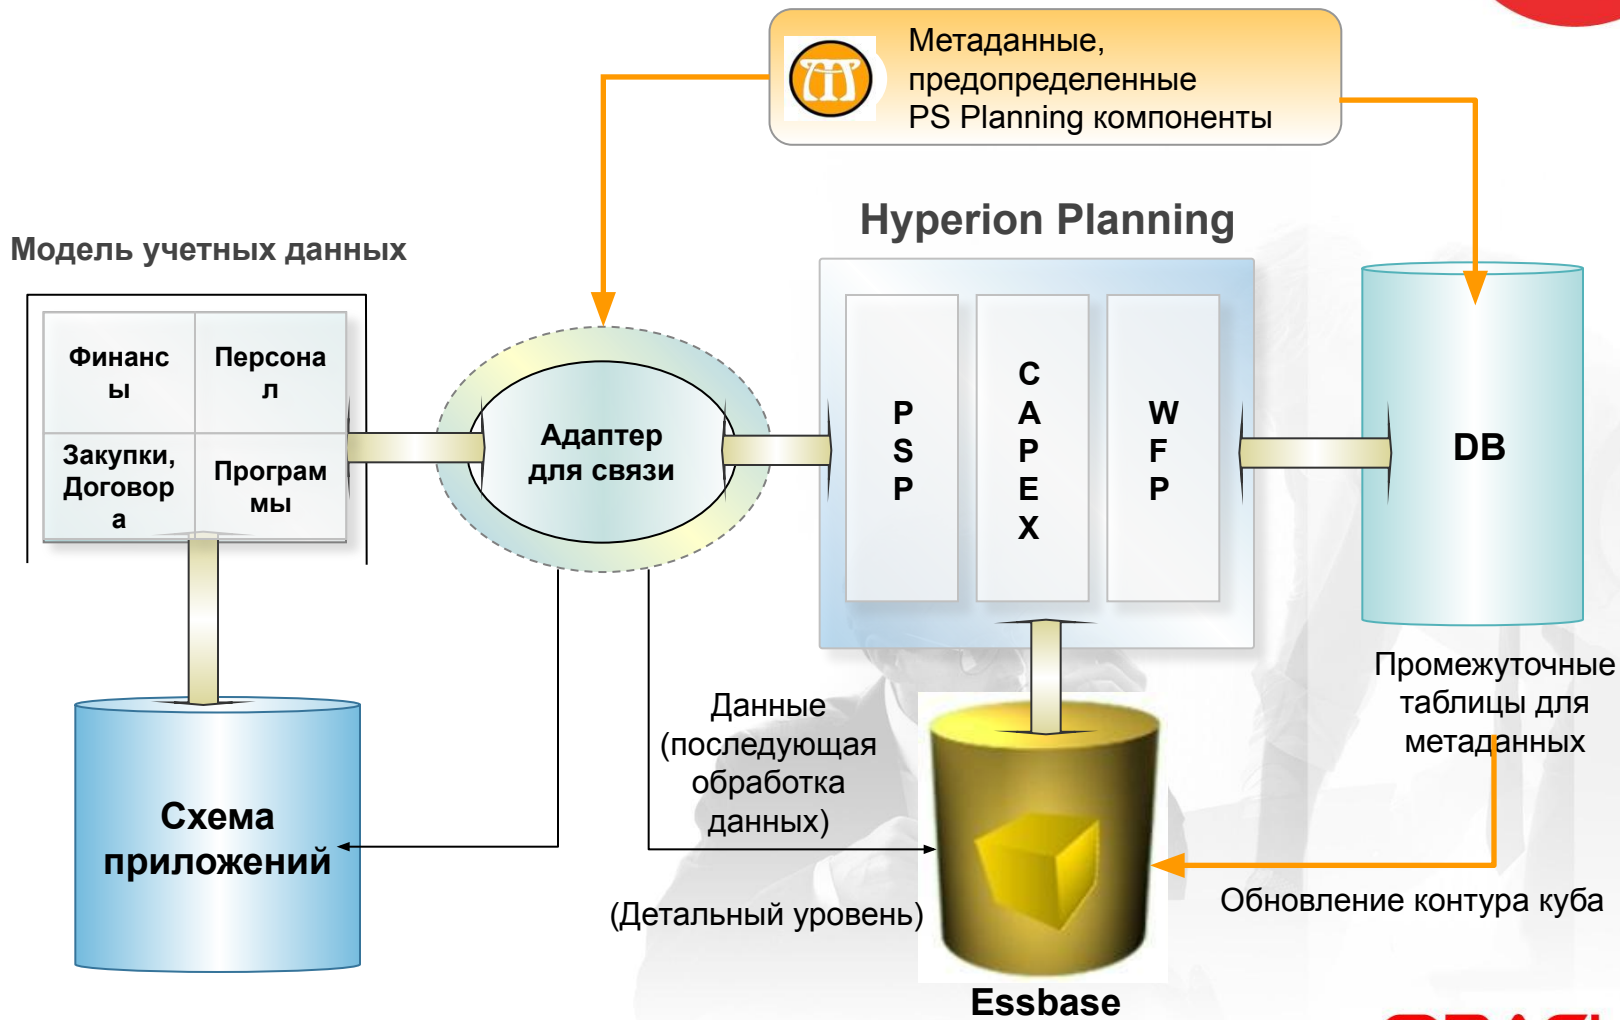 Метаданные,
предопределенные
PS Planning компоненты
Hyperion Planning
Модель учетных данных
Финанс
ы
Персона
л
Закупки,
Договор
а
Програм
мы
Адаптер
для связи
P
S
P
C
A
P
E
X
W
F
P
DB
Промежуточные
таблицы для
метаданных
Данные
(последующая
обработка
данных)
Схема
приложений
(Детальный уровень)
Обновление контура куба
Essbase